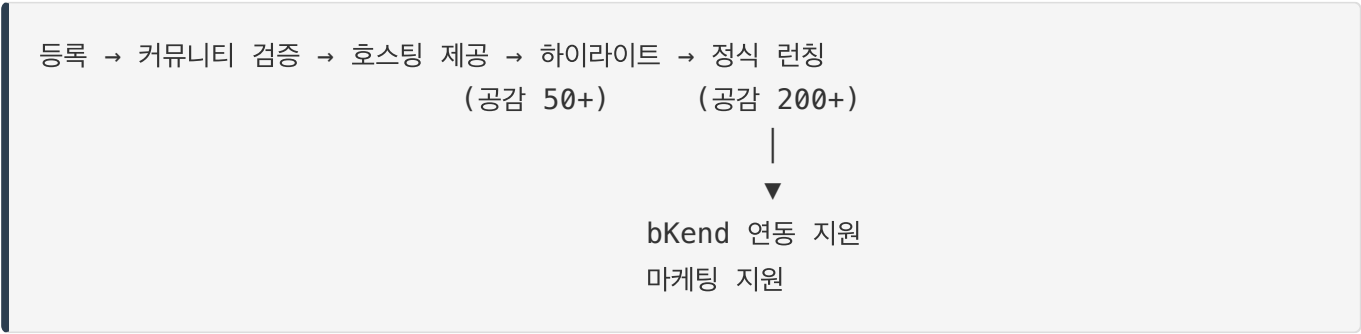 등록 → 커뮤니티 검증 → 호스팅 제공 → 하이라이트 → 정식 런칭
(공감 50+) (공감 200+)
│
▼
bKend 연동 지원
마케팅 지원